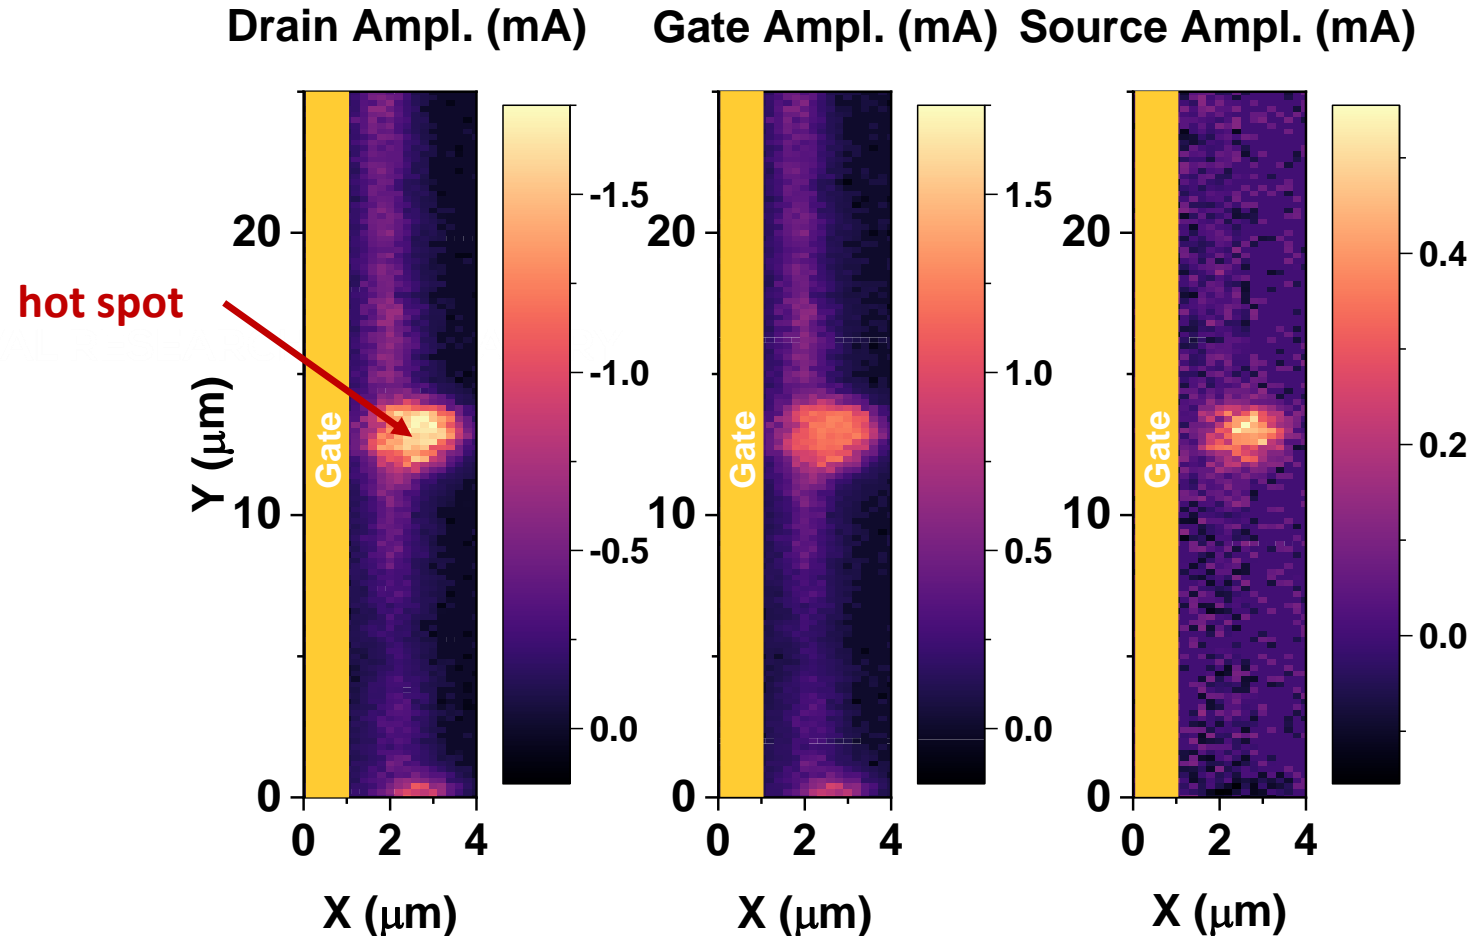 Drain Ampl. (mA)
Gate Ampl. (mA)
Source Ampl. (mA)
hot spot
Y (μm)
20
10
0
Gate
0
2
4
X (μm)
-1.5
-1.0
-0.5
0.0
20
10
0
Gate
0
2
4
X (μm)
1.5
1.0
0.5
0.0
20
10
0
Gate
0
2
4
X (μm)
0.4
0.2
0.0